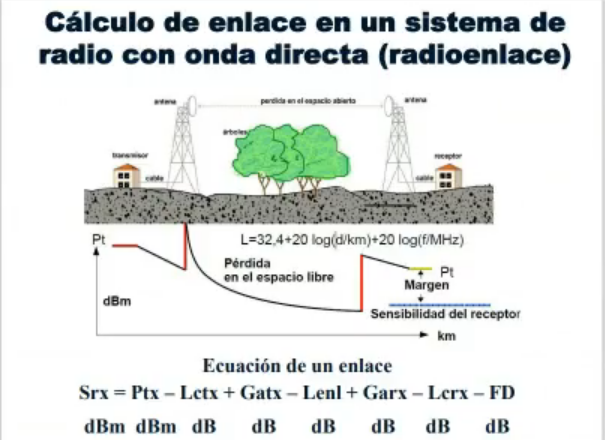 Cálculo de enlace en un sistema de
radio con onda directa (radioenlace)
antena
perdida en el espacio abierto
antena
árboles
transmisor
receptor
cable
cable
Pt
L=32,4+20 log(d/km)+20 log(f/MHz)
Pérdida
en el espacio libre
Pt
Margen
dBm
Sensibilidad del receptor
km
Ecuación de un enlace
Srx = Ptx – Lctx + Gatx – Lenl + Garx – Lcrx – FD
dBm dBm dB dB dB dB dB dB